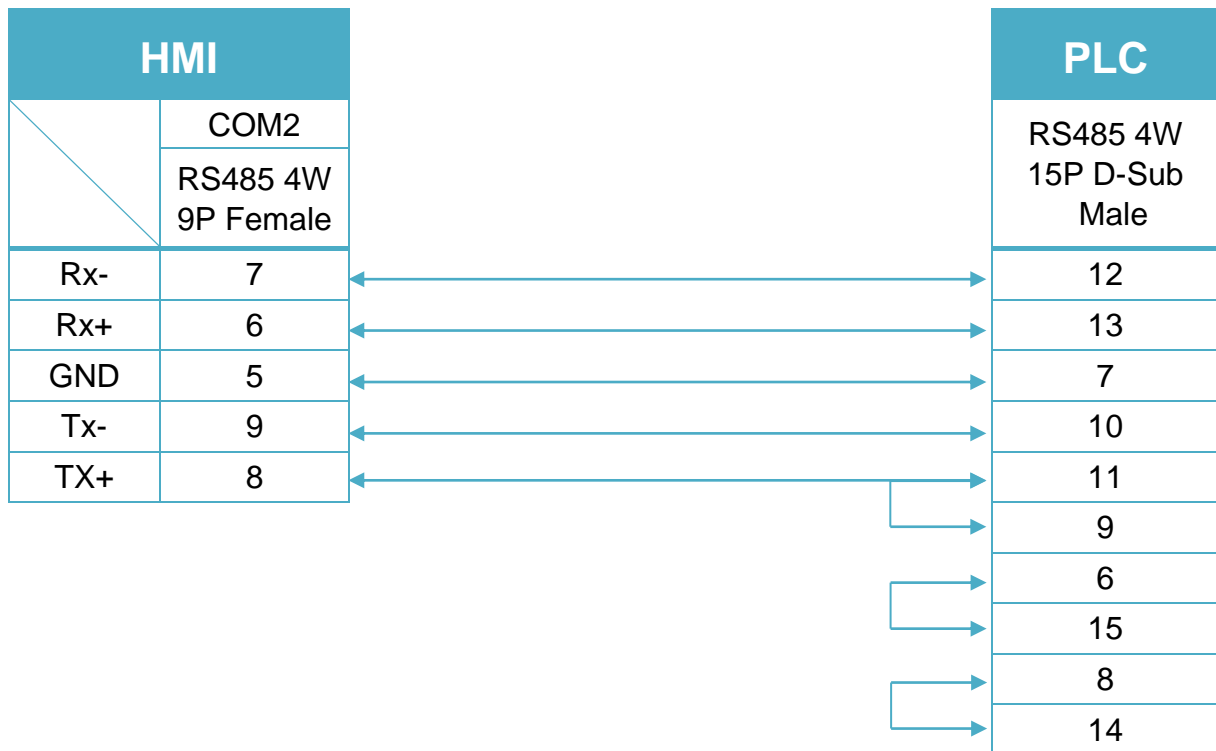 HMI
PLC
COM2
RS485 4W
9P Female
RS485 4W
15P D-Sub
Male
Rx- 7 12
Rx+ 6 13
GND 5 7
Tx- 9 10
TX+ 8 11
9
6
15
8
14